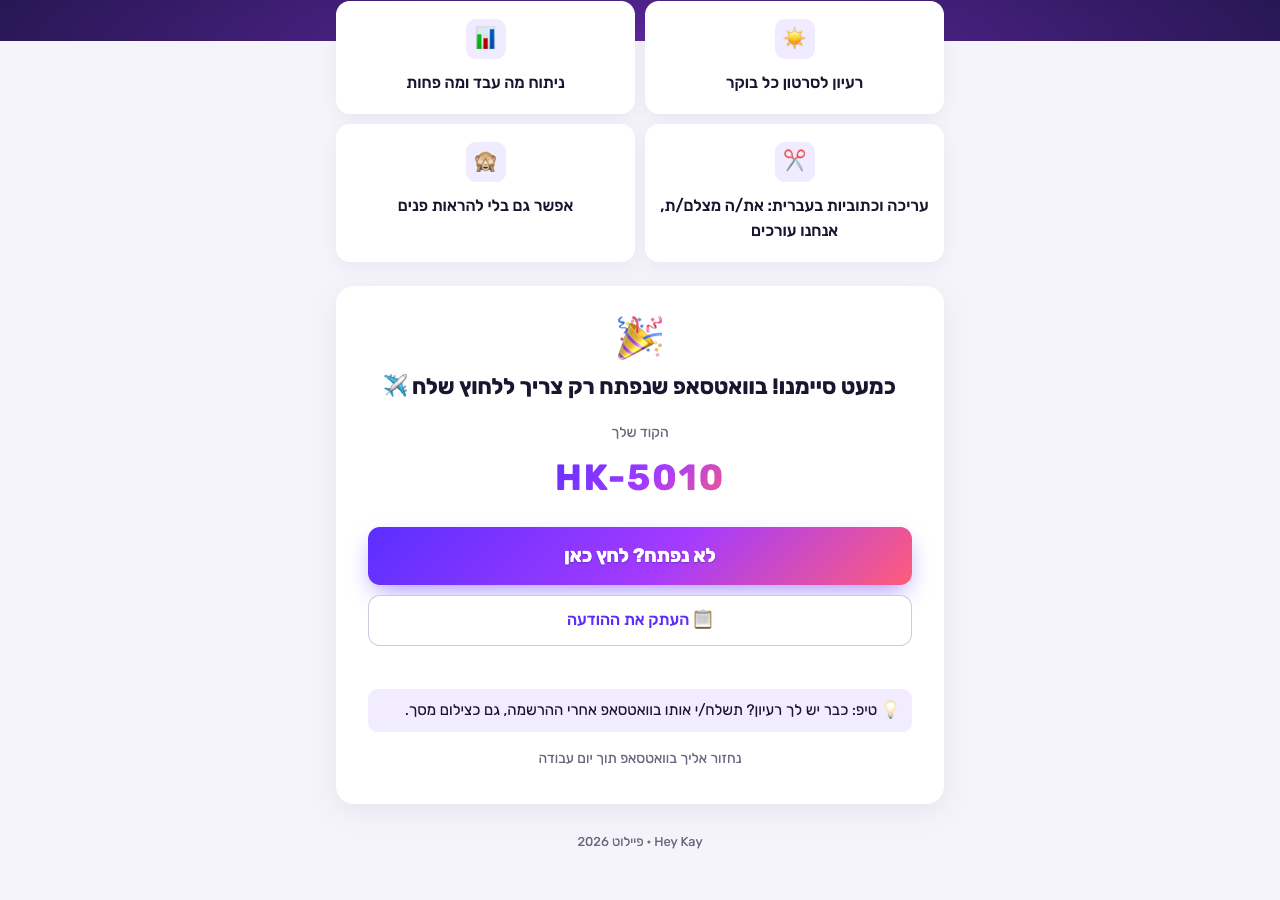 רעיון לסרטון כל בוקר
ניתוח מה עבד ומה פחות
עריכה וכתוביות בעברית: את/ה מצלם/ת,
אנחנו עורכים
אפשר גם בלי להראות פנים
כמעט סיימנו! בוואטסאפ שנפתח רק צריך ללחוץ שלח ✈️
הקוד שלך
HK-5010
לא נפתח? לחץ כאן
📋 העתק את ההודעה
💡 טיפ: כבר יש לך רעיון? תשלח/י אותו בוואטסאפ אחרי ההרשמה, גם כצילום מסך.
נחזור אליך בוואטסאפ תוך יום עבודה
Hey Kay • פיילוט 2026